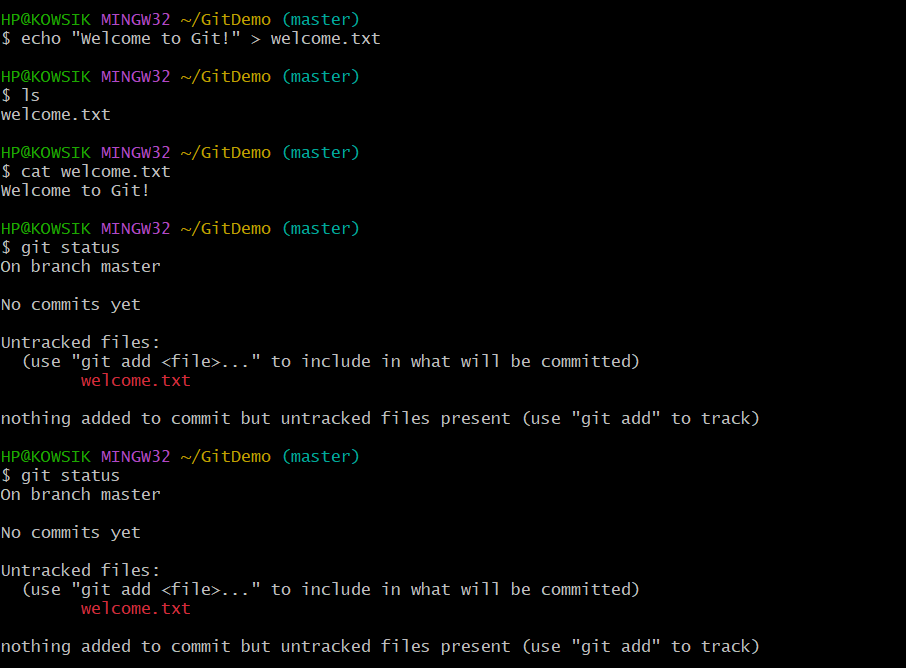 HP@KOWSIK MINGW32 ~/GitDemo (master)
$ echo "Welcome to Git!" > welcome.txt

HP@KOWSIK MINGW32 ~/GitDemo (master)
$ ls
welcome.txt

HP@KOWSIK MINGW32 ~/GitDemo (master)
$ cat welcome.txt
Welcome to Git!

HP@KOWSIK MINGW32 ~/GitDemo (master)
$ git status
On branch master

No commits yet

Untracked files:
  (use "git add <file>..." to include in what will be committed)
        welcome.txt

nothing added to commit but untracked files present (use "git add" to track)

HP@KOWSIK MINGW32 ~/GitDemo (master)
$ git status
On branch master

No commits yet

Untracked files:
  (use "git add <file>..." to include in what will be committed)
        welcome.txt

nothing added to commit but untracked files present (use "git add" to track)